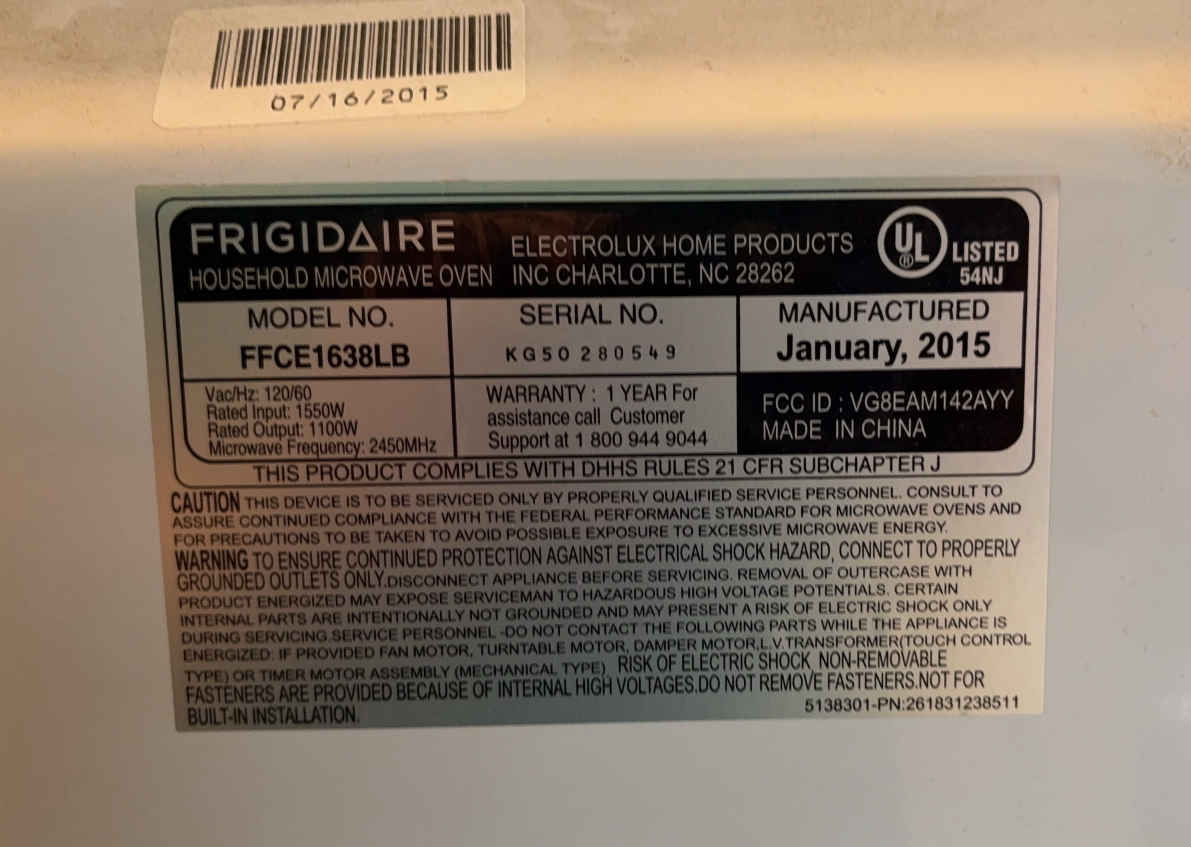 07/16/2015
FRIGIDAIRE
HOUSEHOLD MICROWAVE OVEN
ELECTROLUX HOME PRODUCTS
INC CHARLOTTE, NC 28262
UL
®
LISTED
54NJ
MODEL NO.
FFCE1638LB
SERIAL NO.
KG50280549
MANUFACTURED
January, 2015
Vac/Hz: 120/60
Rated Input: 1550W
Rated Output: 1100W
Microwave Frequency: 2450MHz
WARRANTY : 1 YEAR For
assistance call Customer
Support at 1 800 944 9044
FCC ID : VG8EAM142AYY
MADE IN CHINA
THIS PRODUCT COMPLIES WITH DHHS RULES 21 CFR SUBCHAPTER J
CAUTION THIS DEVICE IS TO BE SERVICED ONLY BY PROPERLY QUALIFIED SERVICE PERSONNEL. CONSULT TO
ASSURE CONTINUED COMPLIANCE WITH THE FEDERAL PERFORMANCE STANDARD FOR MICROWAVE OVENS AND
FOR PRECAUTIONS TO BE TAKEN TO AVOID POSSIBLE EXPOSURE TO EXCESSIVE MICROWAVE ENERGY.
WARNING TO ENSURE CONTINUED PROTECTION AGAINST ELECTRICAL SHOCK HAZARD, CONNECT TO PROPERLY
GROUNDED OUTLETS ONLY.DISCONNECT APPLIANCE BEFORE SERVICING. REMOVAL OF OUTERCASE WITH
PRODUCT ENERGIZED MAY EXPOSE SERVICEMAN TO HAZARDOUS HIGH VOLTAGE POTENTIALS. CERTAIN
INTERNAL PARTS ARE INTENTIONALLY NOT GROUNDED AND MAY PRESENT A RISK OF ELECTRIC SHOCK ONLY
DURING SERVICING.SERVICE PERSONNEL -DO NOT CONTACT THE FOLLOWING PARTS WHILE THE APPLIANCE IS
ENERGIZED: IF PROVIDED FAN MOTOR, TURNTABLE MOTOR, DAMPER MOTOR,L.V.TRANSFORMER(TOUCH CONTROL
TYPE) OR TIMER MOTOR ASSEMBLY (MECHANICAL TYPE). RISK OF ELECTRIC SHOCK, NON-REMOVABLE
FASTENERS ARE PROVIDED BECAUSE OF INTERNAL HIGH VOLTAGES.DO NOT REMOVE FASTENERS.NOT FOR
BUILT-IN INSTALLATION.
5138301-PN:261831238511